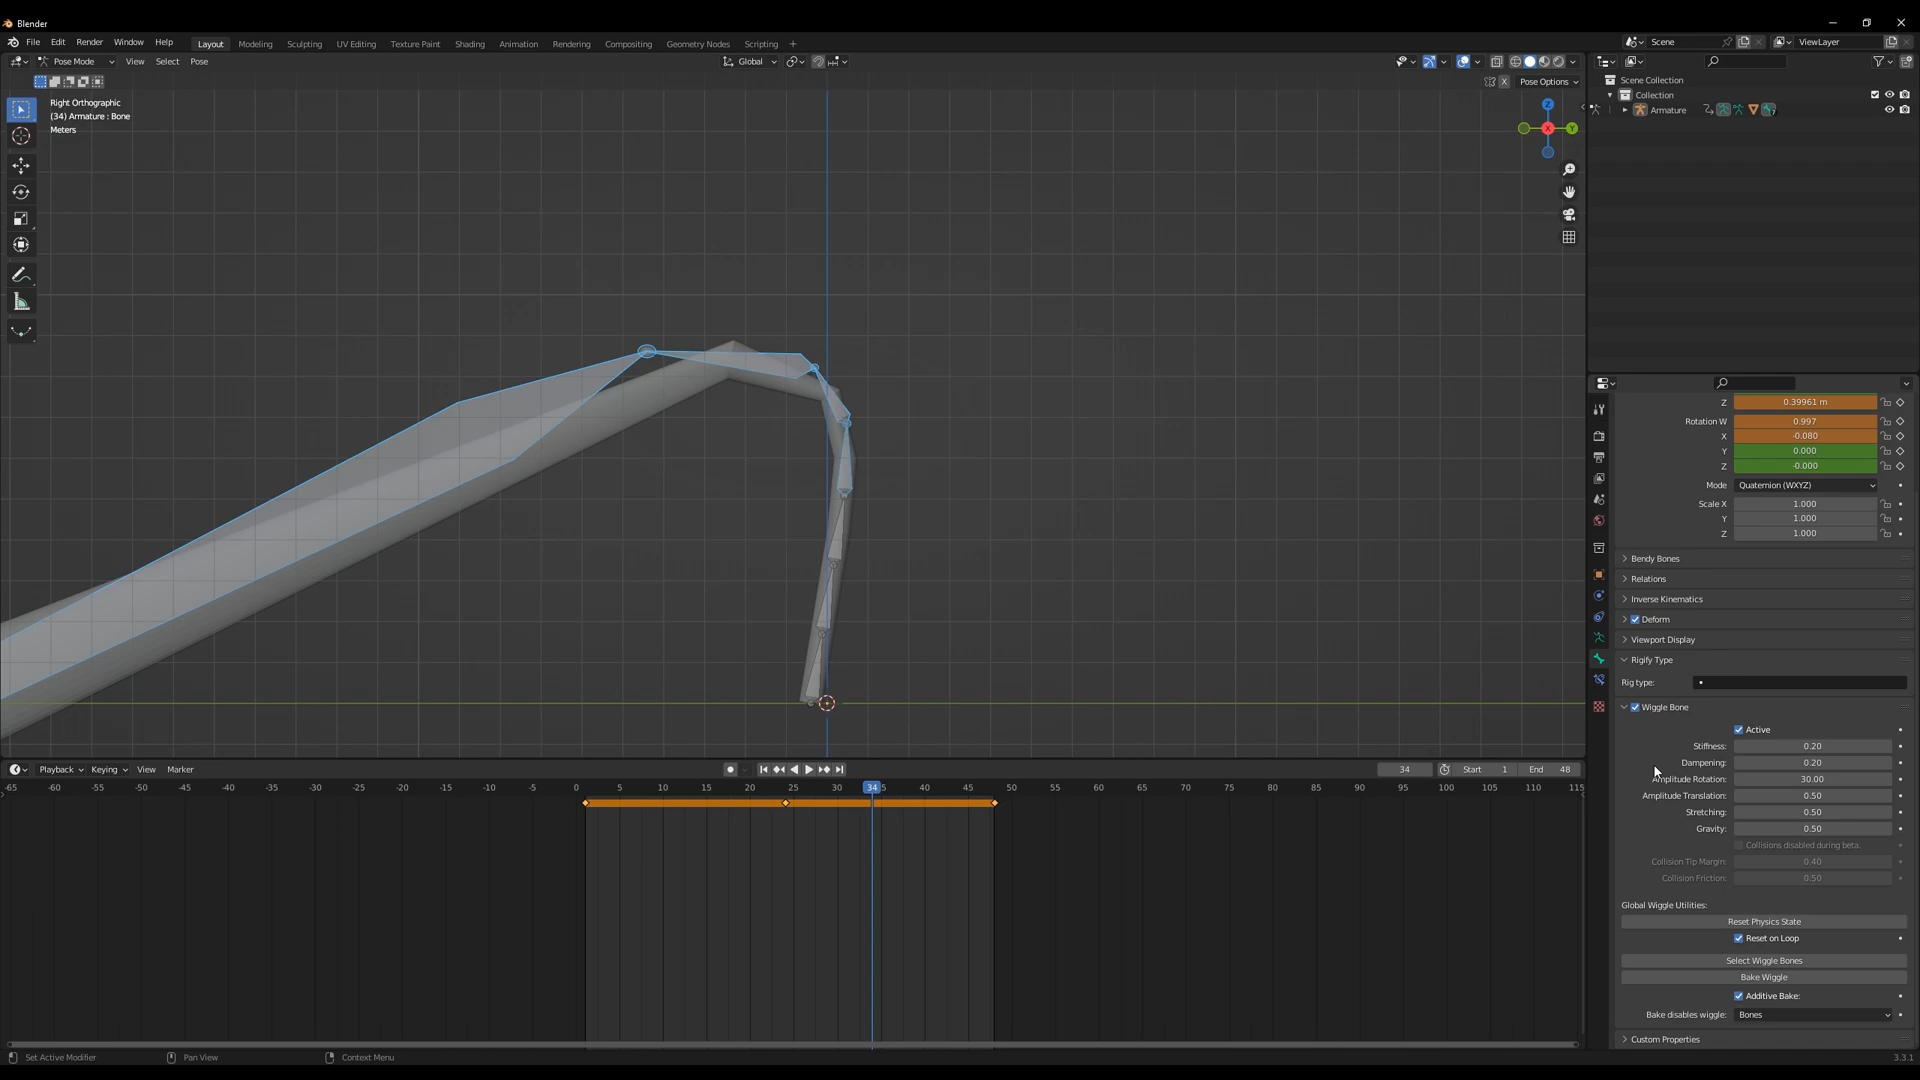 Blender
File Edit Render Window Help
Layout Modeling Sculpting UV Editing Texture Paint Shading Animation Rendering Compositing Geometry Nodes Scripting +
Scene
ViewLayer
Pose Mode View Select Pose
Global
X Pose Options
Right Orthographic
(34) Armature : Bone
Meters
Z
X
Y
Scene Collection
Collection
Armature
7
Z 0.39961 m
Rotation W 0.997
X -0.080
Y 0.000
Z -0.000
Mode Quaternion (WXYZ)
Scale X 1.000
Y 1.000
Z 1.000
Bendy Bones
Relations
Inverse Kinematics
Deform
Viewport Display
Rigify Type
Rig type:
Wiggle Bone
Active
Stiffness: 0.20
Dampening: 0.20
Amplitude Rotation: 30.00
Amplitude Translation: 0.50
Stretching: 0.50
Gravity: 0.50
Collisions disabled during beta.
Collision Tip Margin: 0.40
Collision Friction: 0.50
Global Wiggle Utilities:
Reset Physics State
Reset on Loop
Select Wiggle Bones
Bake Wiggle
Additive Bake:
Bake disables wiggle: Bones
Custom Properties
Playback Keying View Marker
34 Start 1 End 48
-65 -60 -55 -50 -45 -40 -35 -30 -25 -20 -15 -10 -5 0 5 10 15 20 25 30 34 40 45 50 55 60 65 70 75 80 85 90 95 100 105 110 115
Set Active Modifier Pan View Context Menu
3.3.1